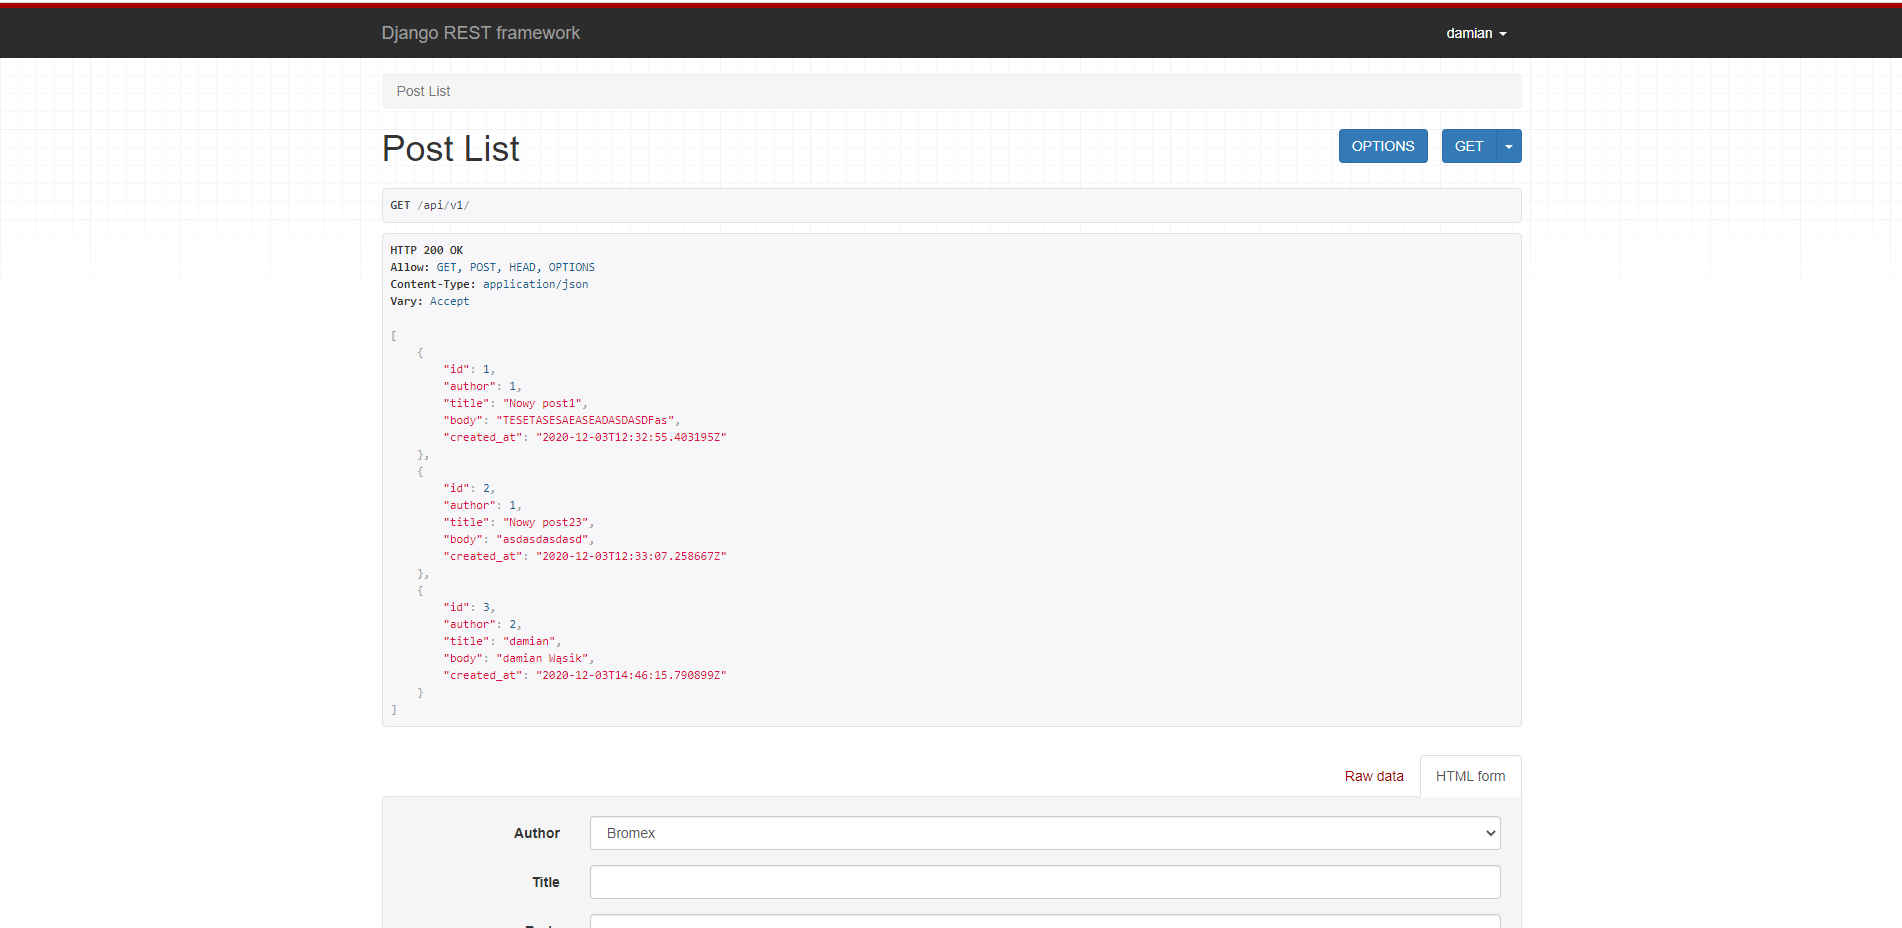 Django REST framework
damian
Post List
Post List
OPTIONS
GET
GET /api/v1/
HTTP 200 OK
Allow: GET, POST, HEAD, OPTIONS
Content-Type: application/json
Vary: Accept
[
    {
        "id": 1,
        "author": 1,
        "title": "Nowy post1",
        "body": "TESETASESAEASEADASDASDFas",
        "created_at": "2020-12-03T12:32:55.403195Z"
    },
    {
        "id": 2,
        "author": 1,
        "title": "Nowy post23",
        "body": "asdasdasdasd",
        "created_at": "2020-12-03T12:33:07.258667Z"
    },
    {
        "id": 3,
        "author": 2,
        "title": "damian",
        "body": "damian Wąsik",
        "created_at": "2020-12-03T14:46:15.790899Z"
    }
]
Raw data
HTML form
Author
Bromex
Title